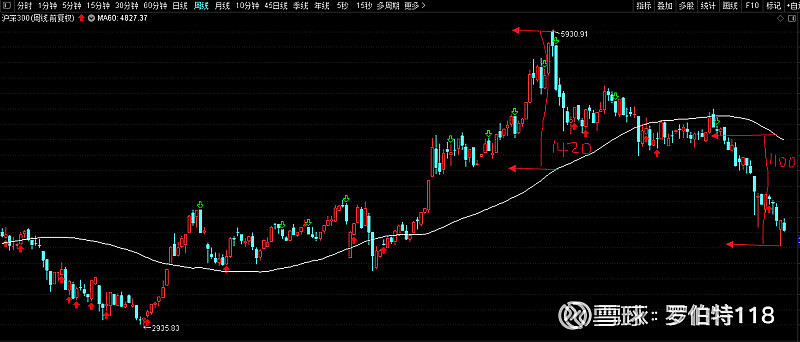 分时 1分钟 5分钟 15分钟 30分钟 60分钟 日线 周线 月线 10分钟 45日线 季线 年线 5秒 15秒 多周期 更多> 指标 叠加 多股 统计 画线 F10 标记 +自
沪深300(周线 前复权) MA60: 4827.37
5930.91
1420
1100
2935.83
雪球: 罗伯特118